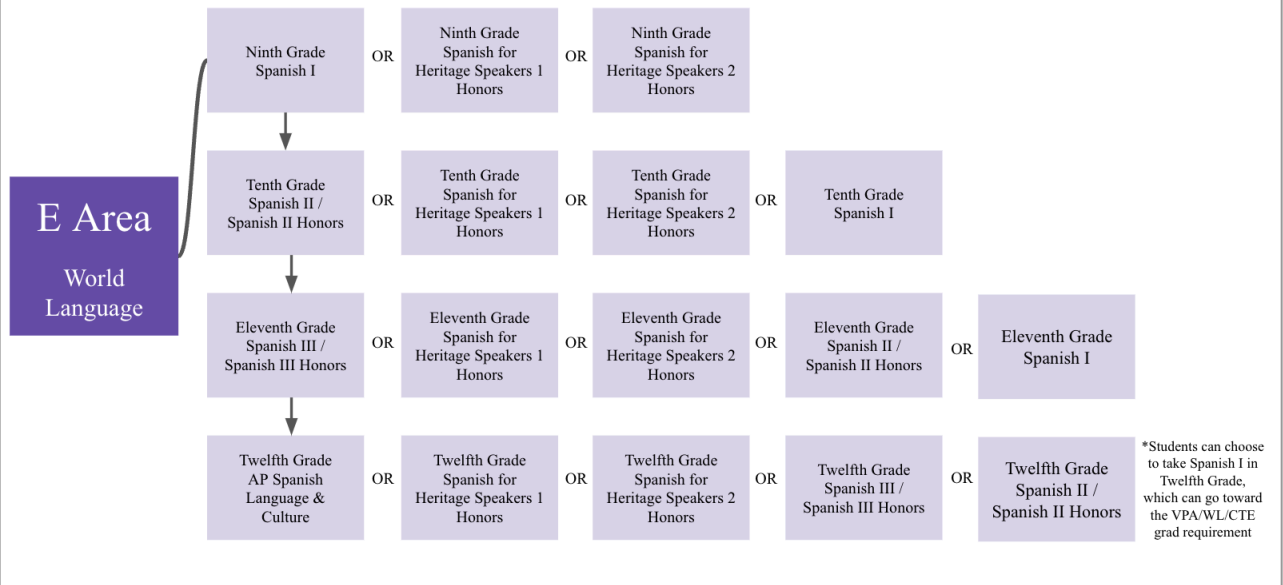 E Area
World
Language
Ninth Grade
Spanish I
OR
Ninth Grade
Spanish for
Heritage Speakers 1
Honors
OR
Ninth Grade
Spanish for
Heritage Speakers 2
Honors
Tenth Grade
Spanish II /
Spanish II Honors
OR
Tenth Grade
Spanish for
Heritage Speakers 1
Honors
OR
Tenth Grade
Spanish for
Heritage Speakers 2
Honors
OR
Tenth Grade
Spanish I
Eleventh Grade
Spanish III /
Spanish III Honors
OR
Eleventh Grade
Spanish for
Heritage Speakers 1
Honors
OR
Eleventh Grade
Spanish for
Heritage Speakers 2
Honors
OR
Eleventh Grade
Spanish II /
Spanish II Honors
OR
Eleventh Grade
Spanish I
Twelfth Grade
AP Spanish
Language &
Culture
OR
Twelfth Grade
Spanish for
Heritage Speakers 1
Honors
OR
Twelfth Grade
Spanish for
Heritage Speakers 2
Honors
OR
Twelfth Grade
Spanish III /
Spanish III Honors
OR
Twelfth Grade
Spanish II /
Spanish II Honors
*Students can choose
to take Spanish I in
Twelfth Grade,
which can go toward
the VPA/WL/CTE
grad requirement